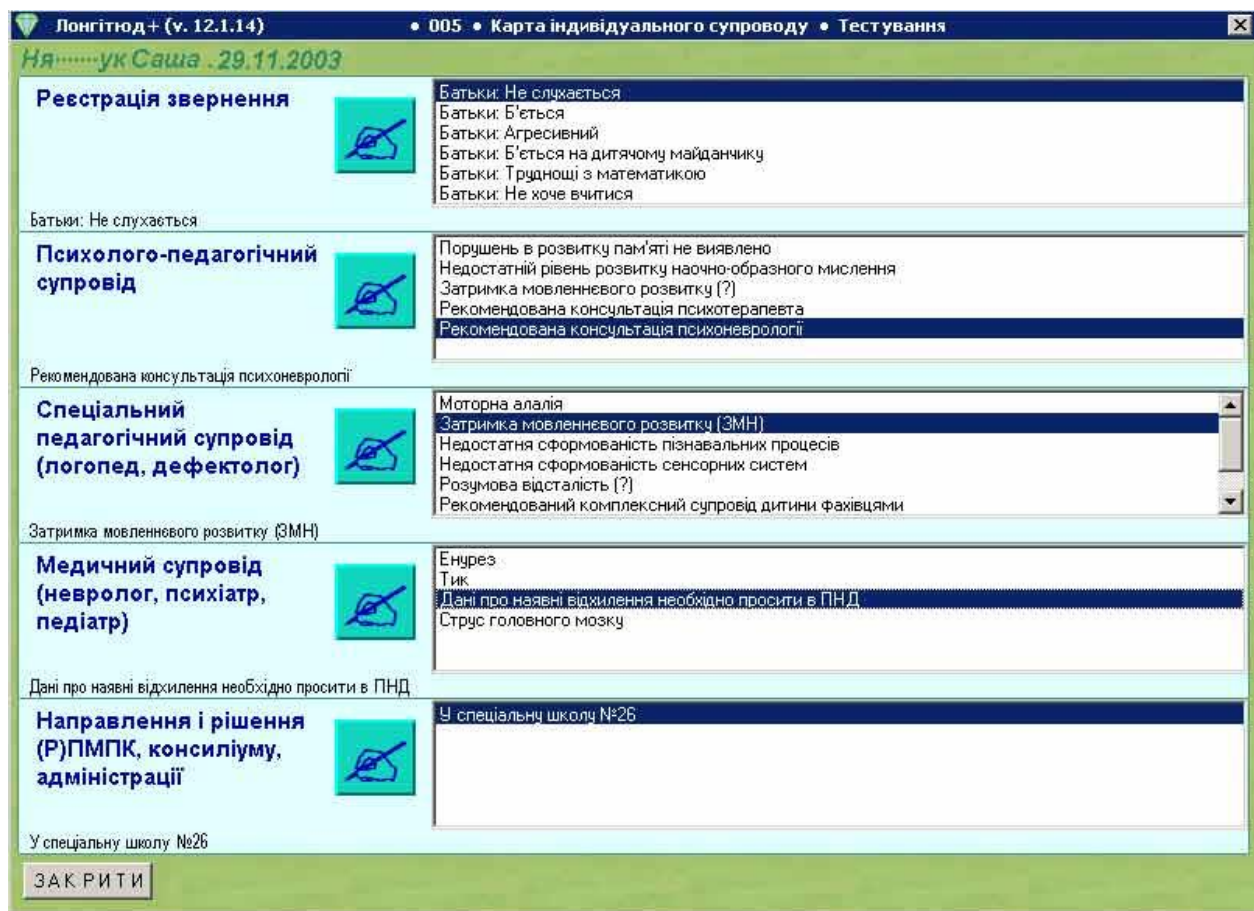 Лонгітюд+ (v. 12.1.14) • 005 • Карта індивідуального супроводу • Тестування
Ня·······ук Саша . 29.11.2003
Реєстрація звернення
Батьки: Не слухається
Батьки: Б'ється
Батьки: Агресивний
Батьки: Б'ється на дитячому майданчику
Батьки: Труднощі з математикою
Батьки: Не хоче вчитися
Батьки: Не слухається
Психолого-педагогічний
супровід
Порушень в розвитку пам'яті не виявлено
Недостатній рівень розвитку наочно-образного мислення
Затримка мовленнєвого розвитку (?)
Рекомендована консультація психотерапевта
Рекомендована консультація психоневрології
Рекомендована консультація психоневрології
Спеціальний
педагогічний супровід
(логопед, дефектолог)
Моторна алалія
Затримка мовленнєвого розвитку (ЗМН)
Недостатня сформованість пізнавальних процесів
Недостатня сформованість сенсорних систем
Розумова відсталість (?)
Рекомендований комплексний супровід дитини фахівцями
Затримка мовленнєвого розвитку (ЗМН)
Медичний супровід
(невролог, психіатр,
педіатр)
Енурез
Тик
Дані про наявні відхилення необхідно просити в ПНД
Струс головного мозку
Дані про наявні відхилення необхідно просити в ПНД
Направлення і рішення
(Р)ПМПК, консиліуму,
адміністрації
У спеціальну школу №26
У спеціальну школу №26
ЗАКРИТИ